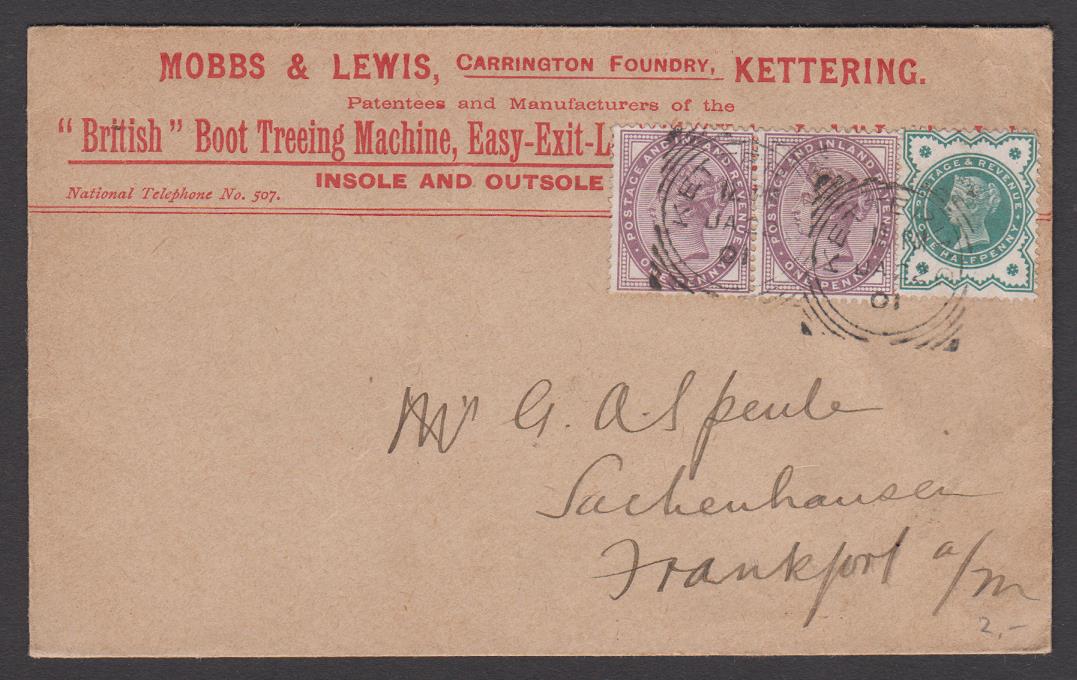 MOBBS & LEWIS, CARRINGTON FOUNDRY, KETTERING.
Patentees and Manufacturers of the
"British" Boot Treeing Machine, Easy-Exit-L
INSOLE AND OUTSOLE
National Telephone No. 507.
POSTAGE AND INLAND REVENUE
ONE PENNY
POSTAGE AND INLAND REVENUE
ONE PENNY
POSTAGE & REVENUE
ONE HALFPENNY
01
01
Mr G. A. Speule
Sachenhausen
Frankfort a/m
2,-